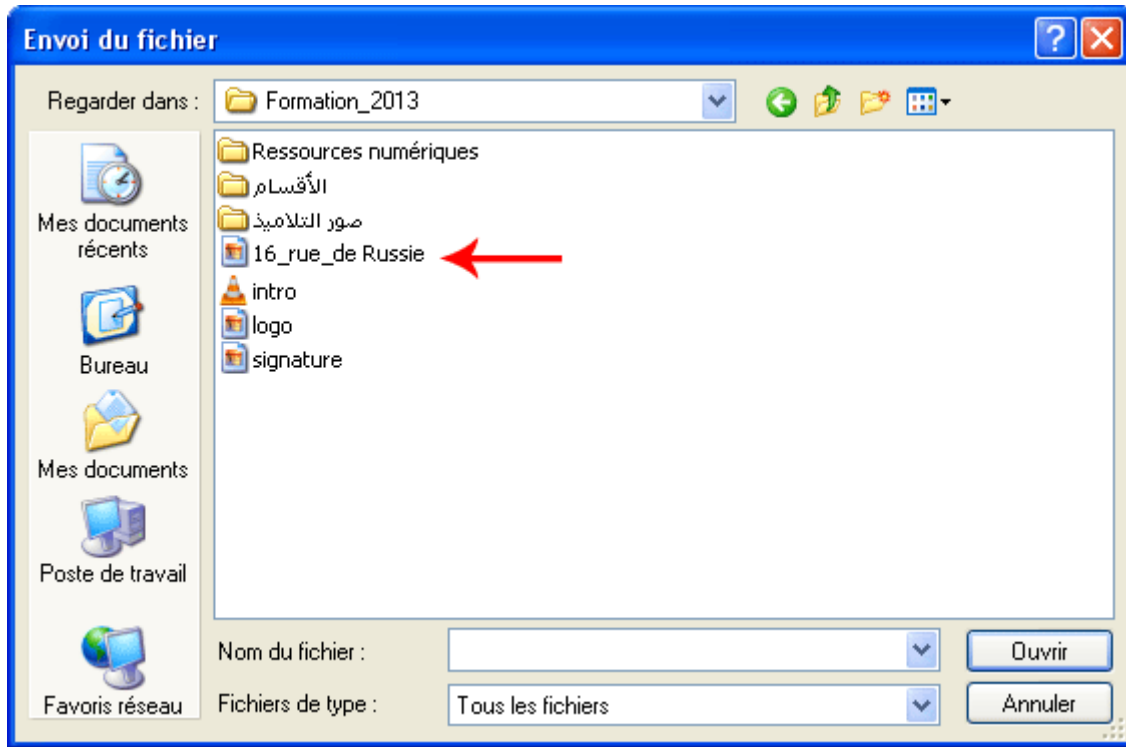 Envoi du fichier
Regarder dans :
Formation_2013
Mes documents
récents
Bureau
Mes documents
Poste de travail
Favoris réseau
Ressources numériques
الأقسام
صور التلاميذ
16_rue_de Russie
intro
logo
signature
Nom du fichier :
Ouvrir
Fichiers de type :
Tous les fichiers
Annuler